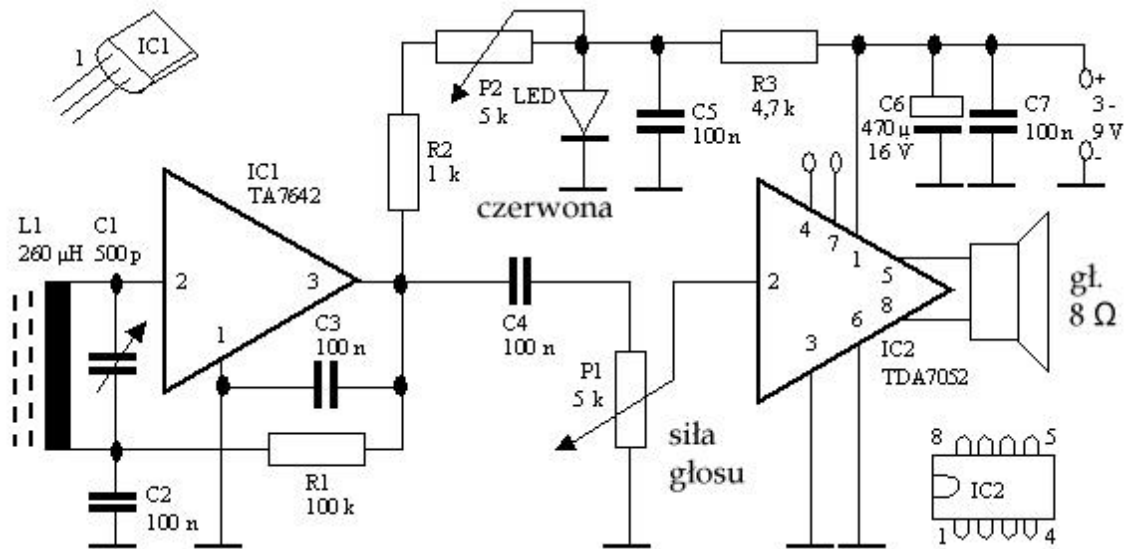 1
IC1
P2
5 k
LED
C5
100 n
R3
4,7 k
C6
470 µ
16 V
C7
100 n
+
3 -
9 V
-
R2
1 k
IC1
TA7642
czerwona
L1
260 µH
C1
500 p
2
3
1
C3
100 n
C4
100 n
P1
5 k
siła
głosu
4
7
1
2
5
8
3
6
gł.
8 Ω
IC2
TDA7052
R1
100 k
C2
100 n
8
5
IC2
1
4